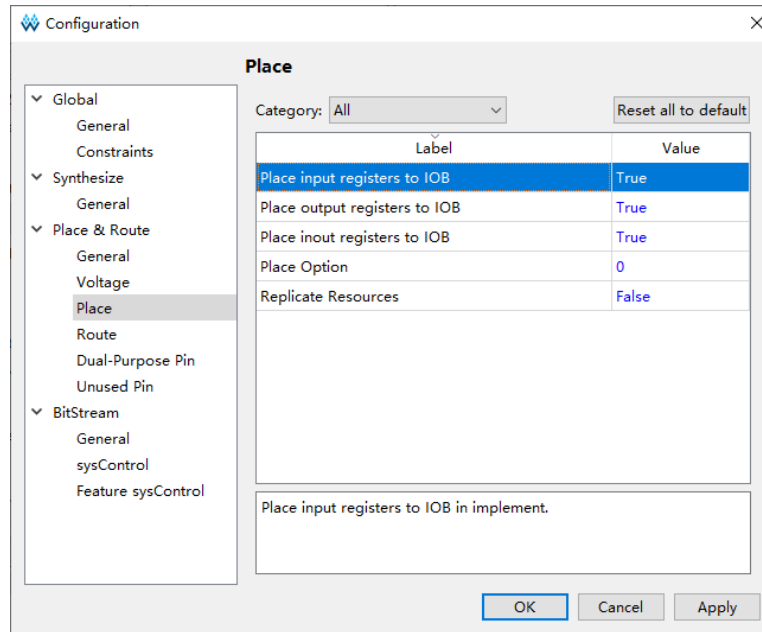 Configuration
Place
Global
General
Constraints
Synthesize
General
Place & Route
General
Voltage
Place
Route
Dual-Purpose Pin
Unused Pin
BitStream
General
sysControl
Feature sysControl
Category: All Reset all to default
Label Value
Place input registers to IOB True
Place output registers to IOB True
Place inout registers to IOB True
Place Option 0
Replicate Resources False
Place input registers to IOB in implement.
OK Cancel Apply